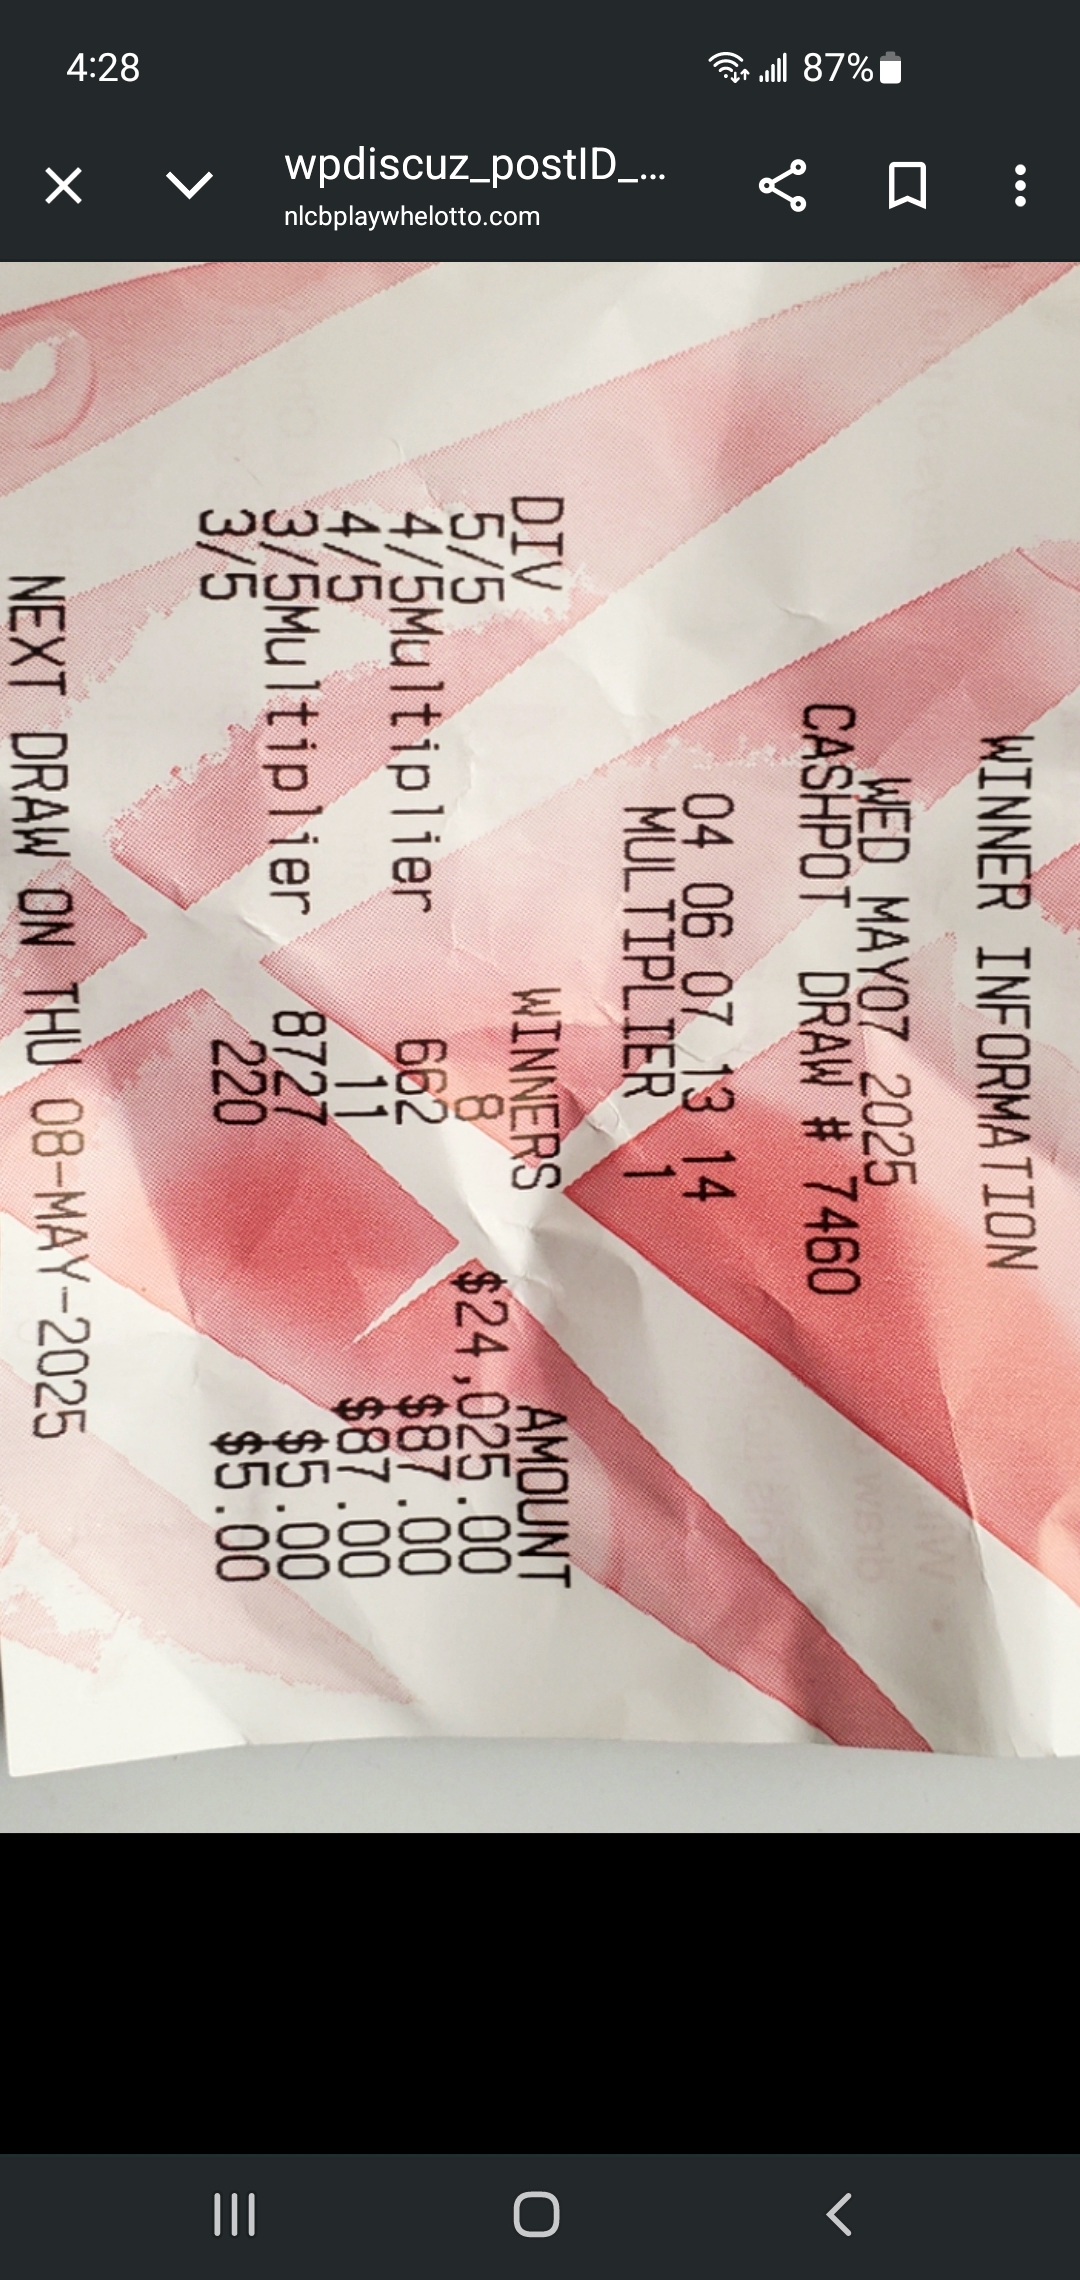 4:28
87%
wpdiscuz_postID_...
nlcbplaywhelotto.com
WINNER INFORMATION
WED MAY07 2025
CASHPOT DRAW # 7460
04 06 07 13 14
MULTIPLIER 1
DIV WINNERS AMOUNT
5/5 8 $24,025.00
4/5Multiplier 662 $87.00
4/5 11 $87.00
3/5Multiplier 8727 $5.00
3/5 220 $5.00
NEXT DRAW ON THU 08-MAY-2025